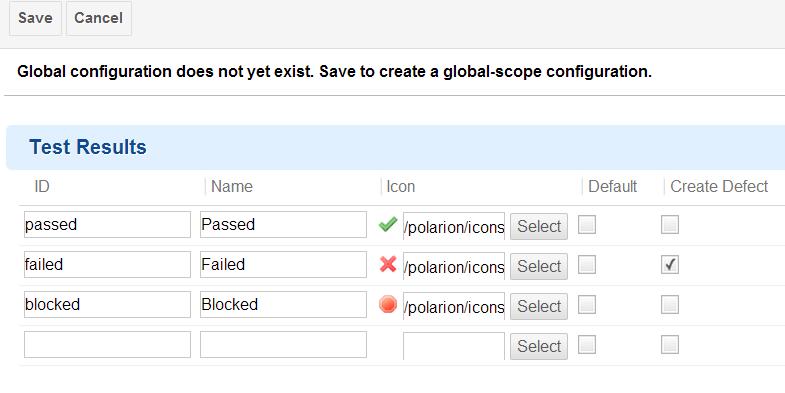 Save Cancel
Global configuration does not yet exist. Save to create a global-scope configuration.
Test Results
ID Name Icon Default Create Defect
passed Passed /polarion/icons Select
failed Failed /polarion/icons Select
blocked Blocked /polarion/icons Select
Select